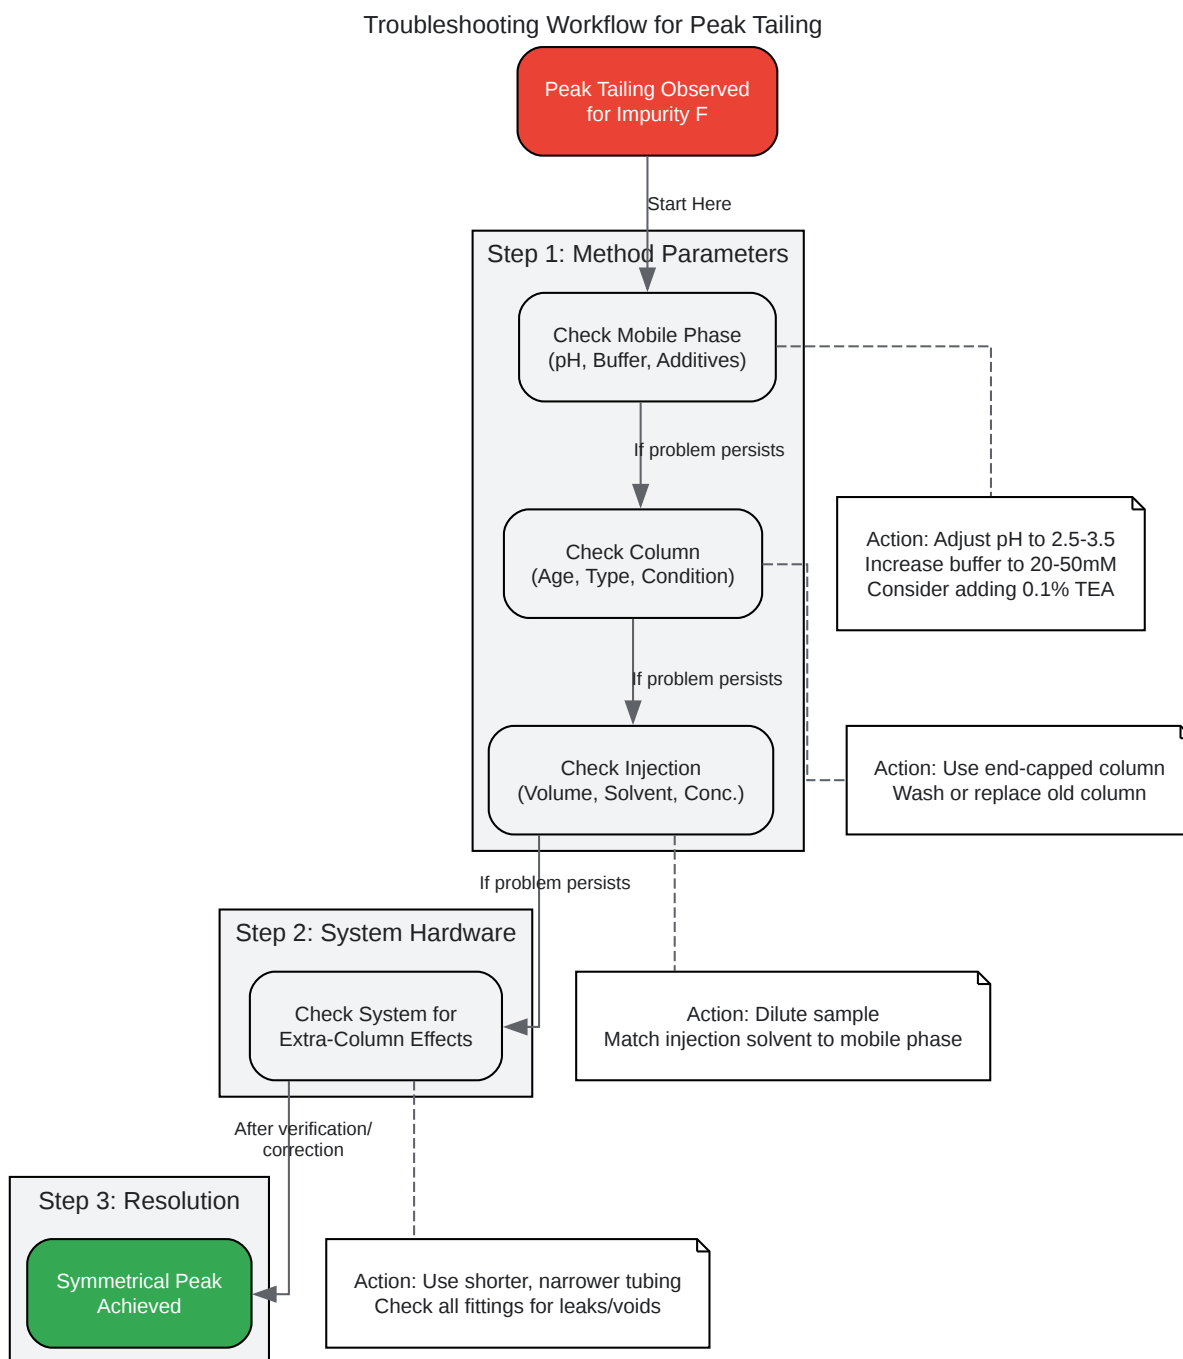 Troubleshooting Workflow for Peak Tailing
Peak Tailing Observed
for Impurity F
Start Here
Step 1: Method Parameters
Check Mobile Phase
(pH, Buffer, Additives)
If problem persists
Action: Adjust pH to 2.5-3.5
Increase buffer to 20-50mM
Consider adding 0.1% TEA
Check Column
(Age, Type, Condition)
If problem persists
Action: Use end-capped column
Wash or replace old column
Check Injection
(Volume, Solvent, Conc.)
If problem persists
Action: Dilute sample
Match injection solvent to mobile phase
Step 2: System Hardware
Check System for
Extra-Column Effects
After verification/
correction
Action: Use shorter, narrower tubing
Check all fittings for leaks/voids
Step 3: Resolution
Symmetrical Peak
Achieved